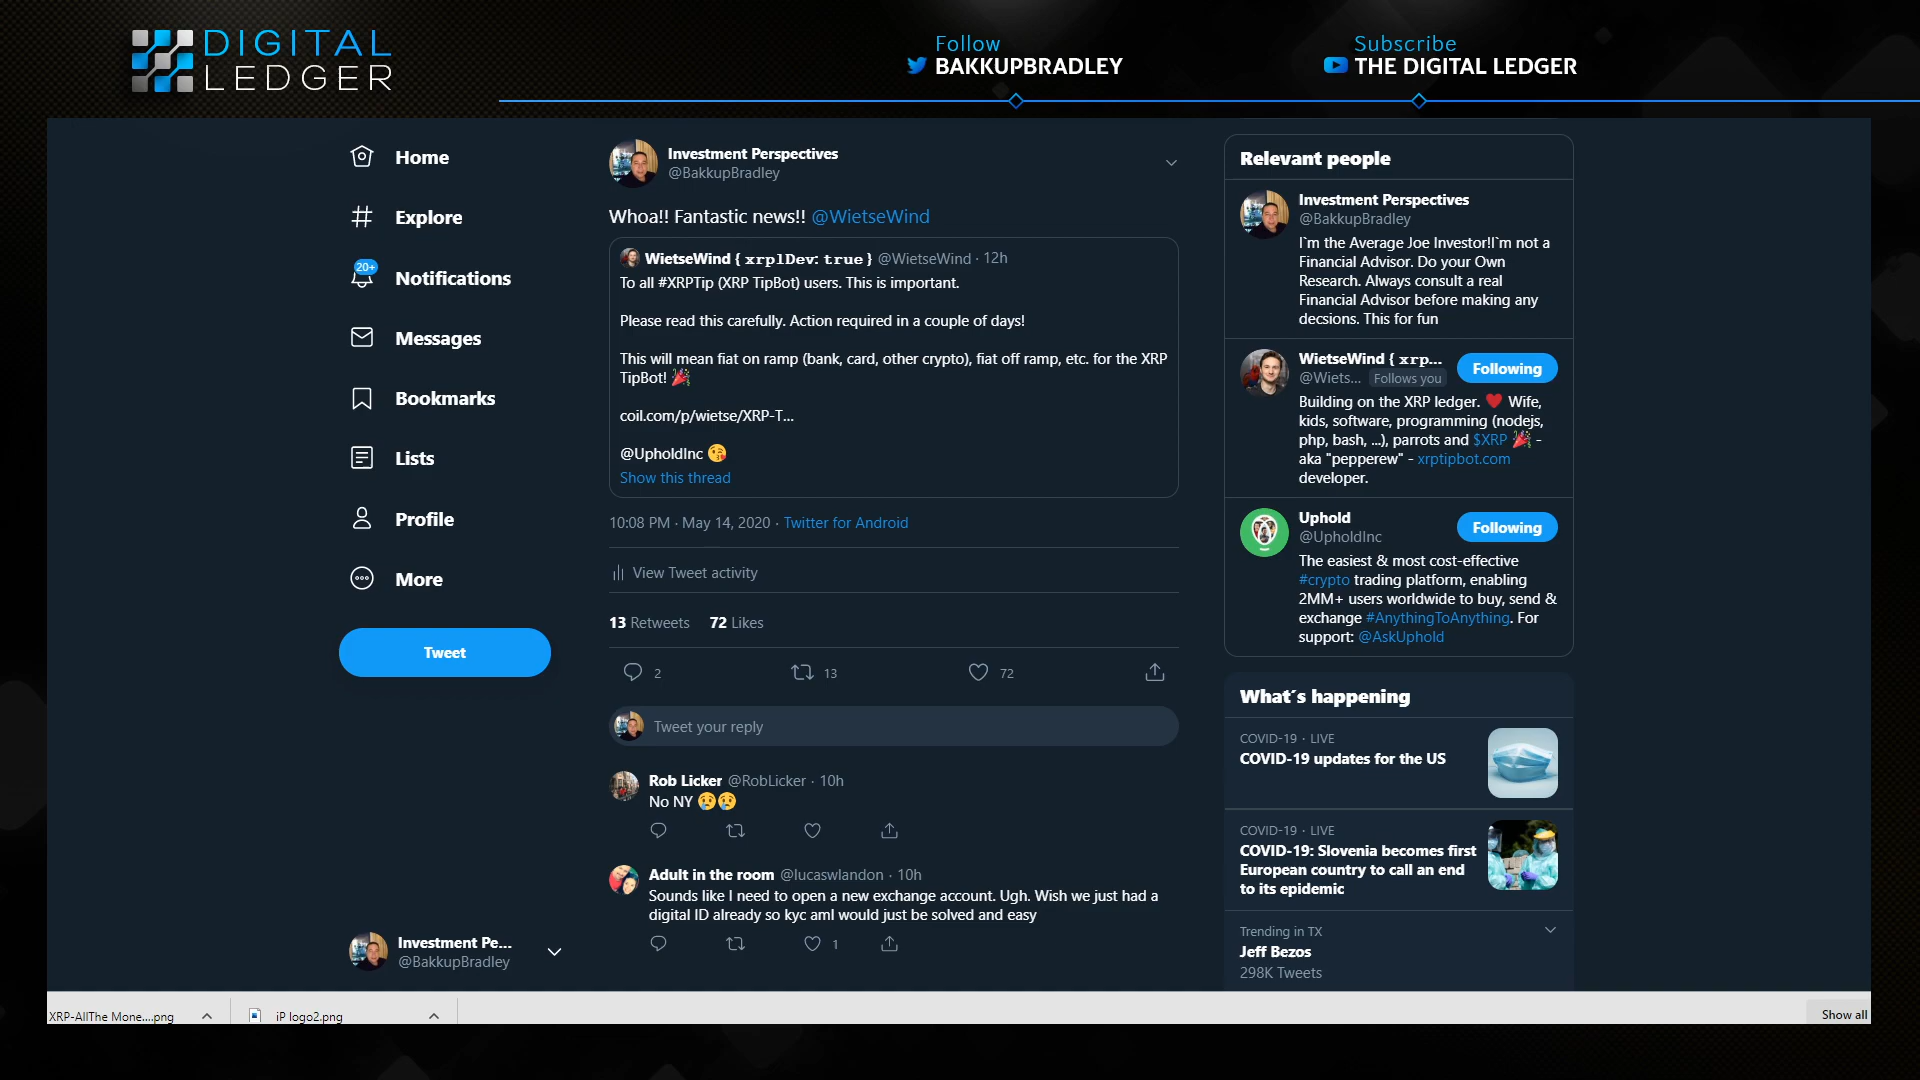 DIGITAL
LEDGER
Follow
BAKKUPBRADLEY
Subscribe
THE DIGITAL LEDGER
Home
Explore
20+
Notifications
Messages
Bookmarks
Lists
Profile
More
Tweet
Investment Pe...
@BakkupBradley
Investment Perspectives
@BakkupBradley
Whoa!! Fantastic news!! @WietseWind
WietseWind { xrplDev: true } @WietseWind · 12h
To all #XRPTip (XRP TipBot) users. This is important.
Please read this carefully. Action required in a couple of days!
This will mean fiat on ramp (bank, card, other crypto), fiat off ramp, etc. for the XRP
TipBot! 🎉
coil.com/p/wietse/XRP-T...
@UpholdInc 😘
Show this thread
10:08 PM · May 14, 2020 · Twitter for Android
View Tweet activity
13 Retweets 72 Likes
2 13 72
Tweet your reply
Rob Licker @RobLicker · 10h
No NY 😢😢
Adult in the room @lucaswlandon · 10h
Sounds like I need to open a new exchange account. Ugh. Wish we just had a
digital ID already so kyc aml would just be solved and easy
1
Relevant people
Investment Perspectives
@BakkupBradley
I`m the Average Joe Investor!I`m not a
Financial Advisor. Do your Own
Research. Always consult a real
Financial Advisor before making any
decsions. This for fun
WietseWind { xrp...
@Wiets... Follows you
Following
Building on the XRP ledger. ❤️ Wife,
kids, software, programming (nodejs,
php, bash, ...), parrots and $XRP 🎉 -
aka "pepperew" - xrptipbot.com
developer.
Uphold
@UpholdInc
Following
The easiest & most cost-effective
#crypto trading platform, enabling
2MM+ users worldwide to buy, send &
exchange #AnythingToAnything. For
support: @AskUphold
What´s happening
COVID-19 · LIVE
COVID-19 updates for the US
COVID-19 · LIVE
COVID-19: Slovenia becomes first
European country to call an end
to its epidemic
Trending in TX
Jeff Bezos
298K Tweets
XRP-AllThe Mone....png
iP logo2.png
Show all